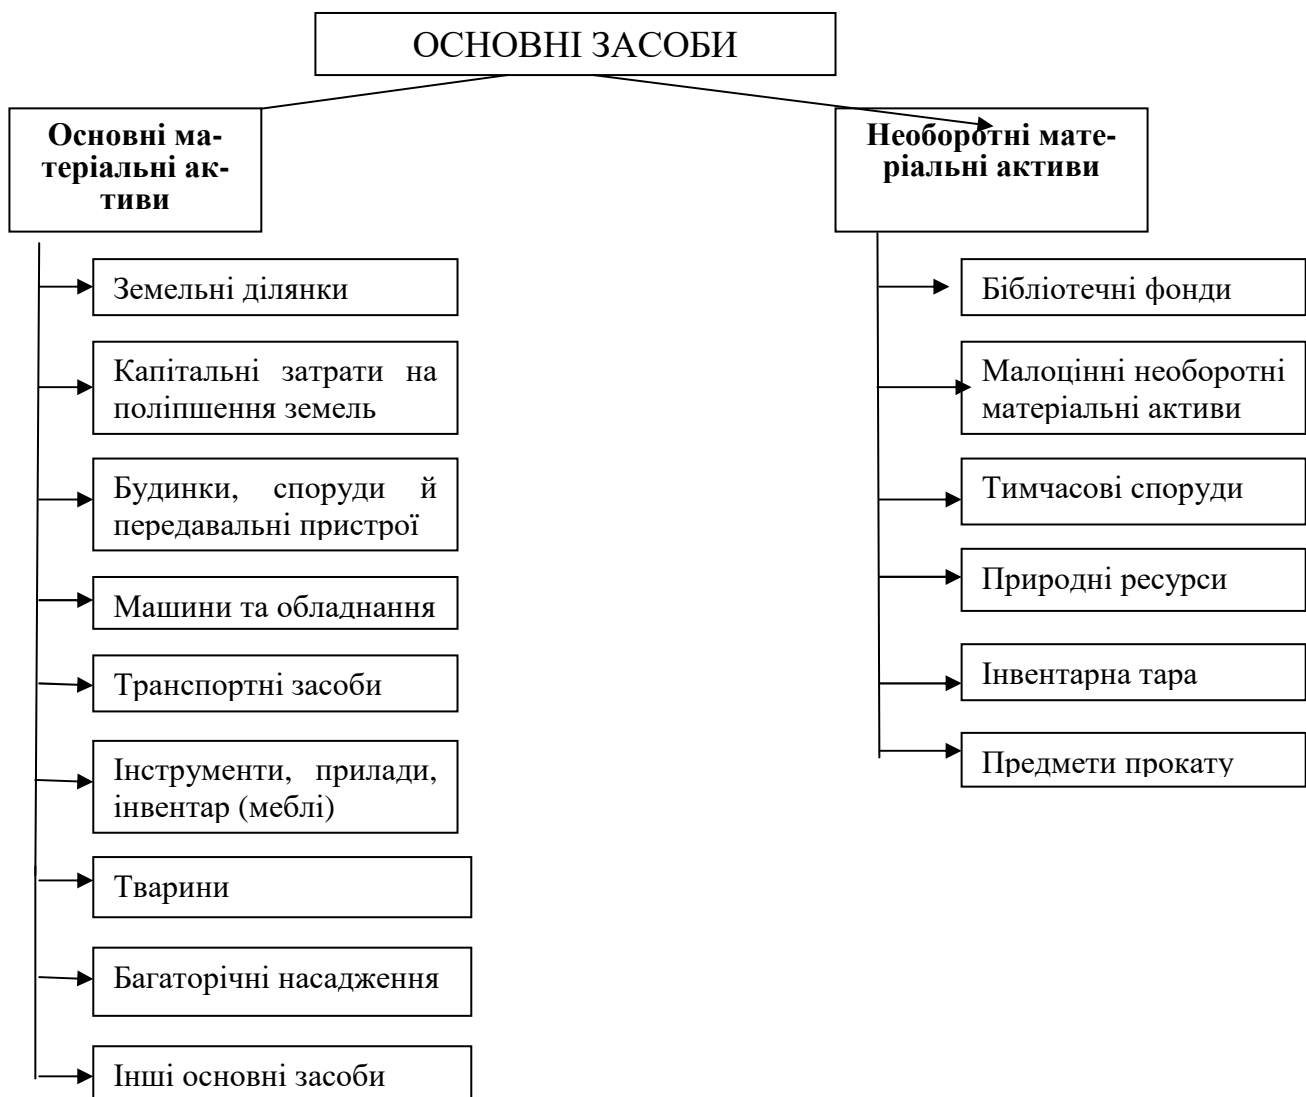 ОСНОВНІ ЗАСОБИ
Основні ма-
теріальні ак-
тиви
Земельні ділянки
Капітальні затрати на
поліпшення земель
Будинки, споруди й
передавальні пристрої
Машини та обладнання
Транспортні засоби
Інструменти, прилади,
інвентар (меблі)
Тварини
Багаторічні насадження
Інші основні засоби
Необоротні мате-
ріальні активи
Бібліотечні фонди
Малоцінні необоротні
матеріальні активи
Тимчасові споруди
Природні ресурси
Інвентарна тара
Предмети прокату